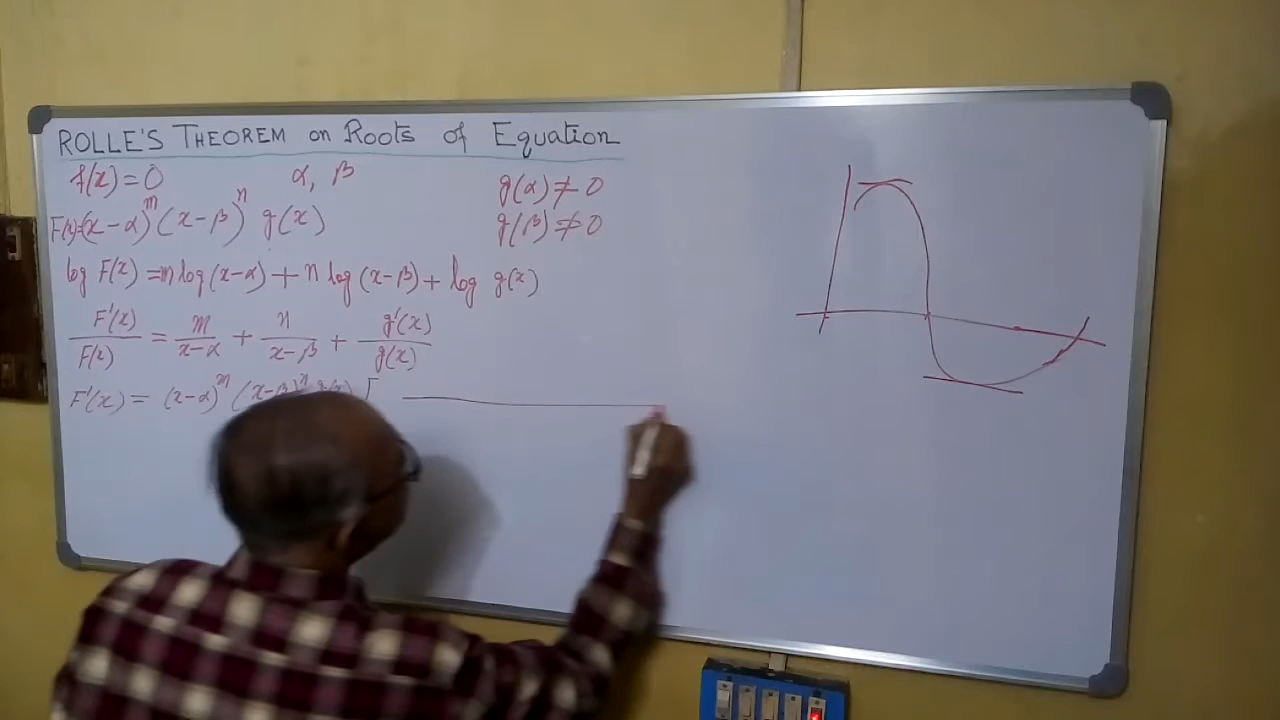 ROLLE'S THEOREM on Roots of Equation
f(x) = 0 α, β g(α) ≠ 0
F(x) = (x-α)^m (x-β)^n g(x) g(β) ≠ 0
log F(x) = m log (x-α) + n log (x-β) + log g(x)
F'(x)/F(x) = m/(x-α) + n/(x-β) + g'(x)/g(x)
F'(x) = (x-α)^m (x-β)^n g(x) [